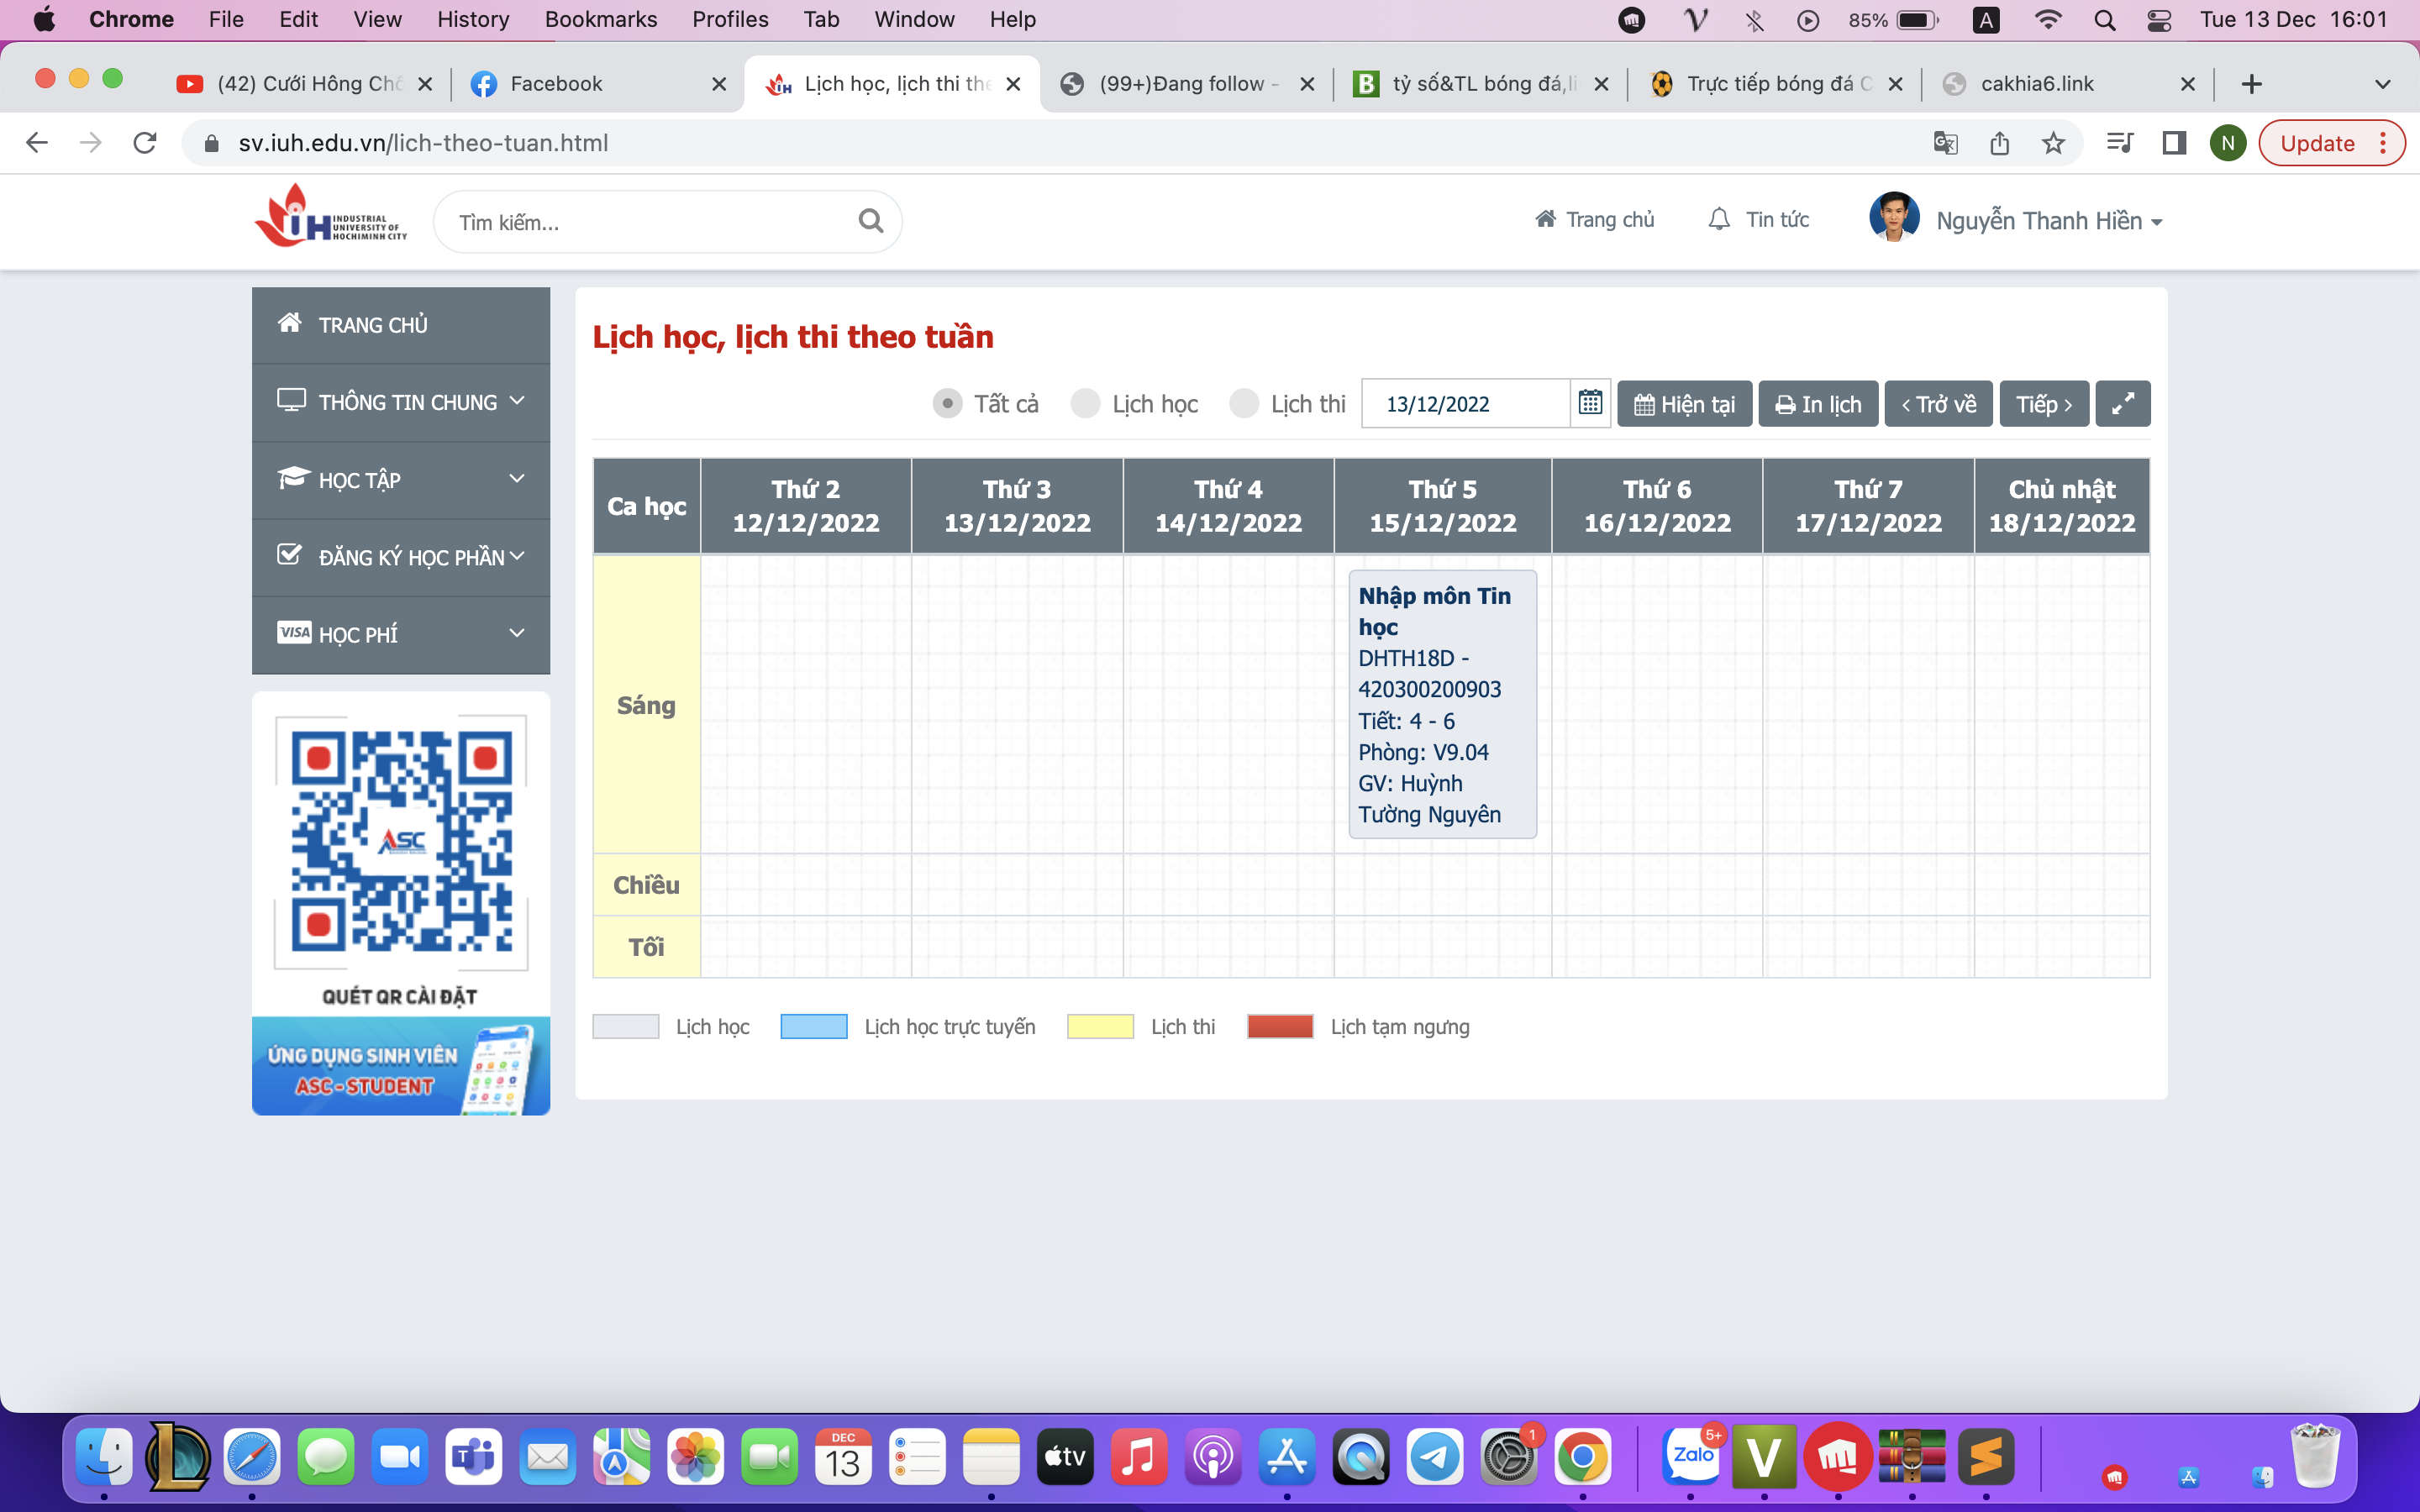 Chrome File Edit View History Bookmarks Profiles Tab Window Help 85% A Tue 13 Dec 16:01
(42) Cưới Hông Chố Facebook Lịch học, lịch thi the (99+)Đang follow - tỷ số&TL bóng đá,li Trực tiếp bóng đá C cakhia6.link
sv.iuh.edu.vn/lich-theo-tuan.html N Update
iUH INDUSTRIAL
UNIVERSITY OF
HOCHIMINH CITY
Tìm kiếm... Trang chủ Tin tức Nguyễn Thanh Hiền
TRANG CHỦ
THÔNG TIN CHUNG
HỌC TẬP
ĐĂNG KÝ HỌC PHẦN
VISA HỌC PHÍ
ASC
QUÉT QR CÀI ĐẶT
ỨNG DỤNG SINH VIÊN
ASC - STUDENT
Lịch học, lịch thi theo tuần
Tất cả Lịch học Lịch thi 13/12/2022 Hiện tại In lịch Trở về Tiếp
Ca học
Thứ 2 Thứ 3 Thứ 4 Thứ 5 Thứ 6 Thứ 7 Chủ nhật
12/12/2022 13/12/2022 14/12/2022 15/12/2022 16/12/2022 17/12/2022 18/12/2022
Sáng
Nhập môn Tin
học
DHTH18D -
420300200903
Tiết: 4 - 6
Phòng: V9.04
GV: Huỳnh
Tường Nguyên
Chiều
Tối
Lịch học Lịch học trực tuyến Lịch thi Lịch tạm ngưng
DEC
13
tv
1
Zalo 5+
V